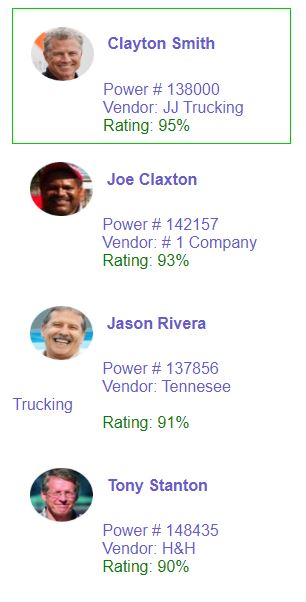 Clayton Smith
Power # 138000
Vendor: JJ Trucking
Rating: 95%
Joe Claxton
Power # 142157
Vendor: # 1 Company
Rating: 93%
Jason Rivera
Power # 137856
Vendor: Tennesee
Trucking
Rating: 91%
Tony Stanton
Power # 148435
Vendor: H&H
Rating: 90%